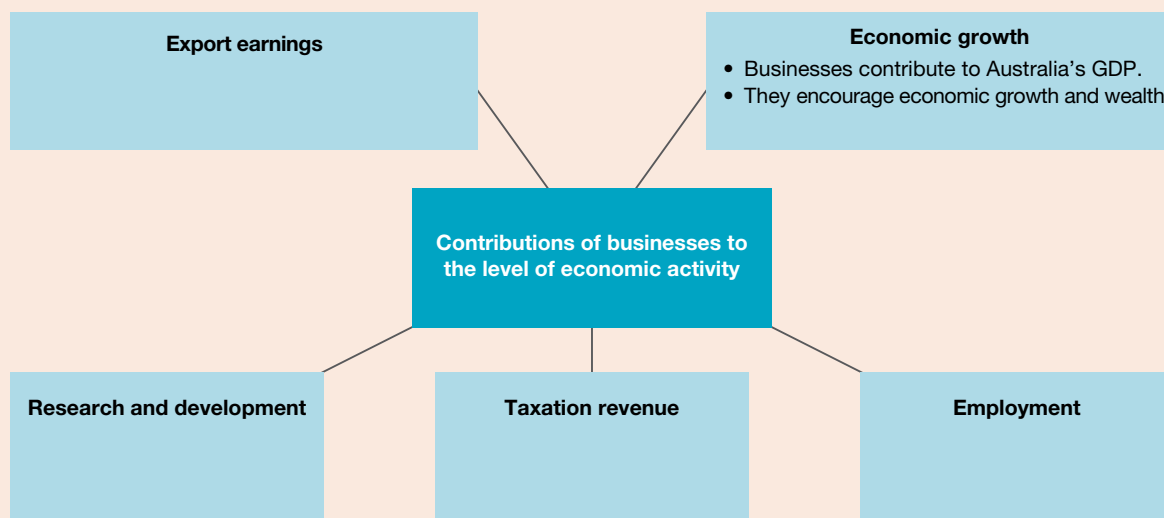 Export earnings
Economic growth
• Businesses contribute to Australia’s GDP.
• They encourage economic growth and wealth
Contributions of businesses to
the level of economic activity
Research and development
Taxation revenue
Employment